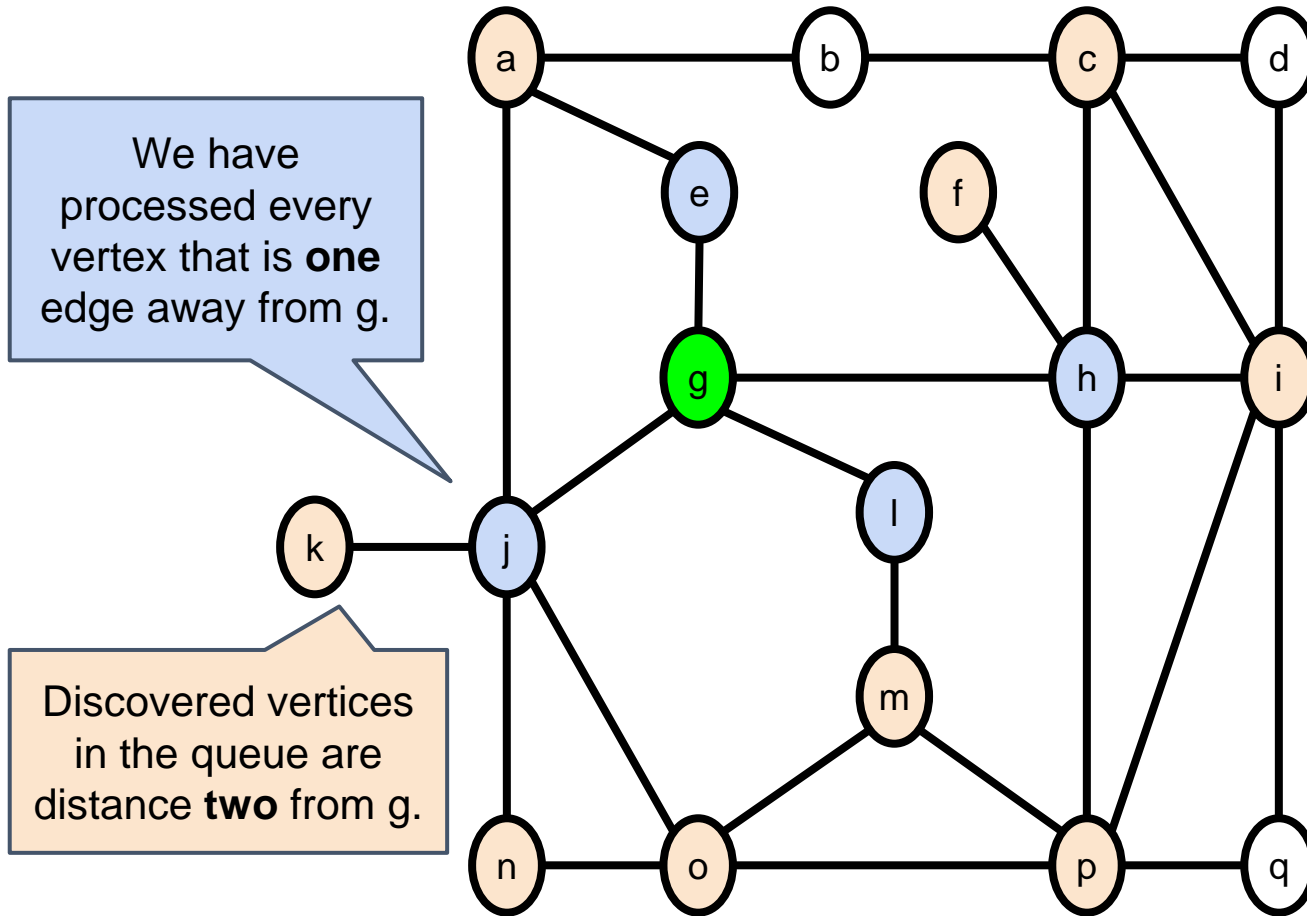 a
b
c
d
We have
processed every
vertex that is one
edge away from g.
e
f
g
h
i
l
k
j
Discovered vertices
in the queue are
distance two from g.
m
n
o
p
q